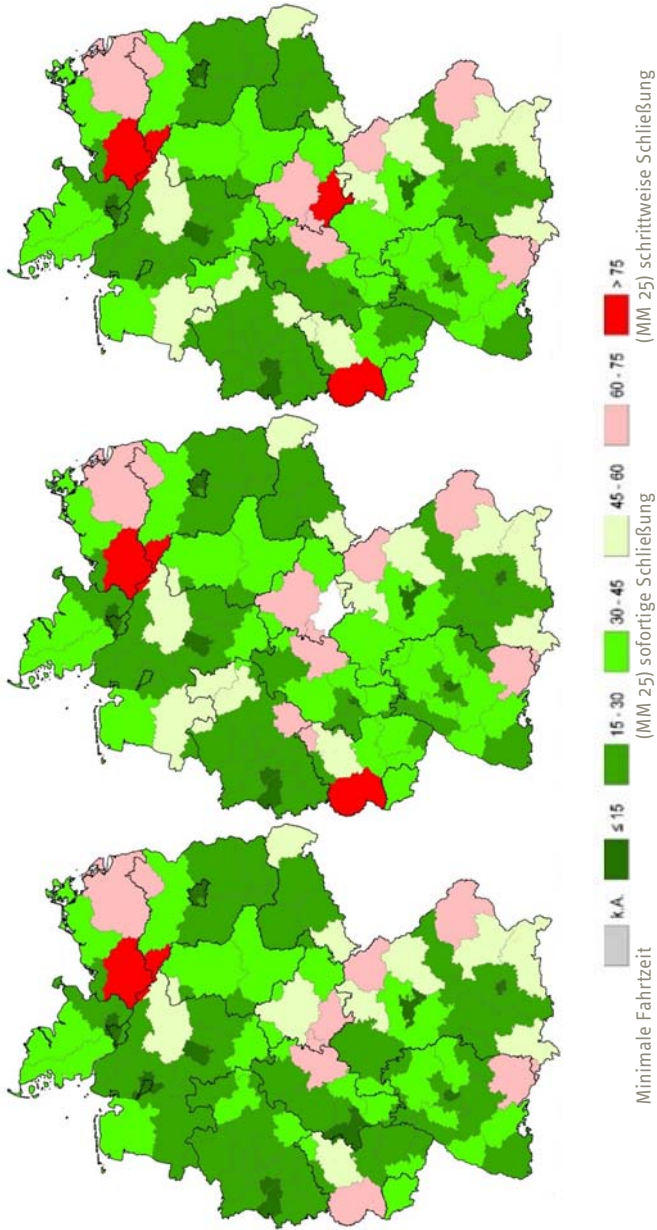 k.A. ≤ 15 15 - 30 30 - 45 45 - 60 60 - 75 > 75
Minimale Fahrtzeit
(MM 25) sofortige Schließung
(MM 25) schrittweise Schließung